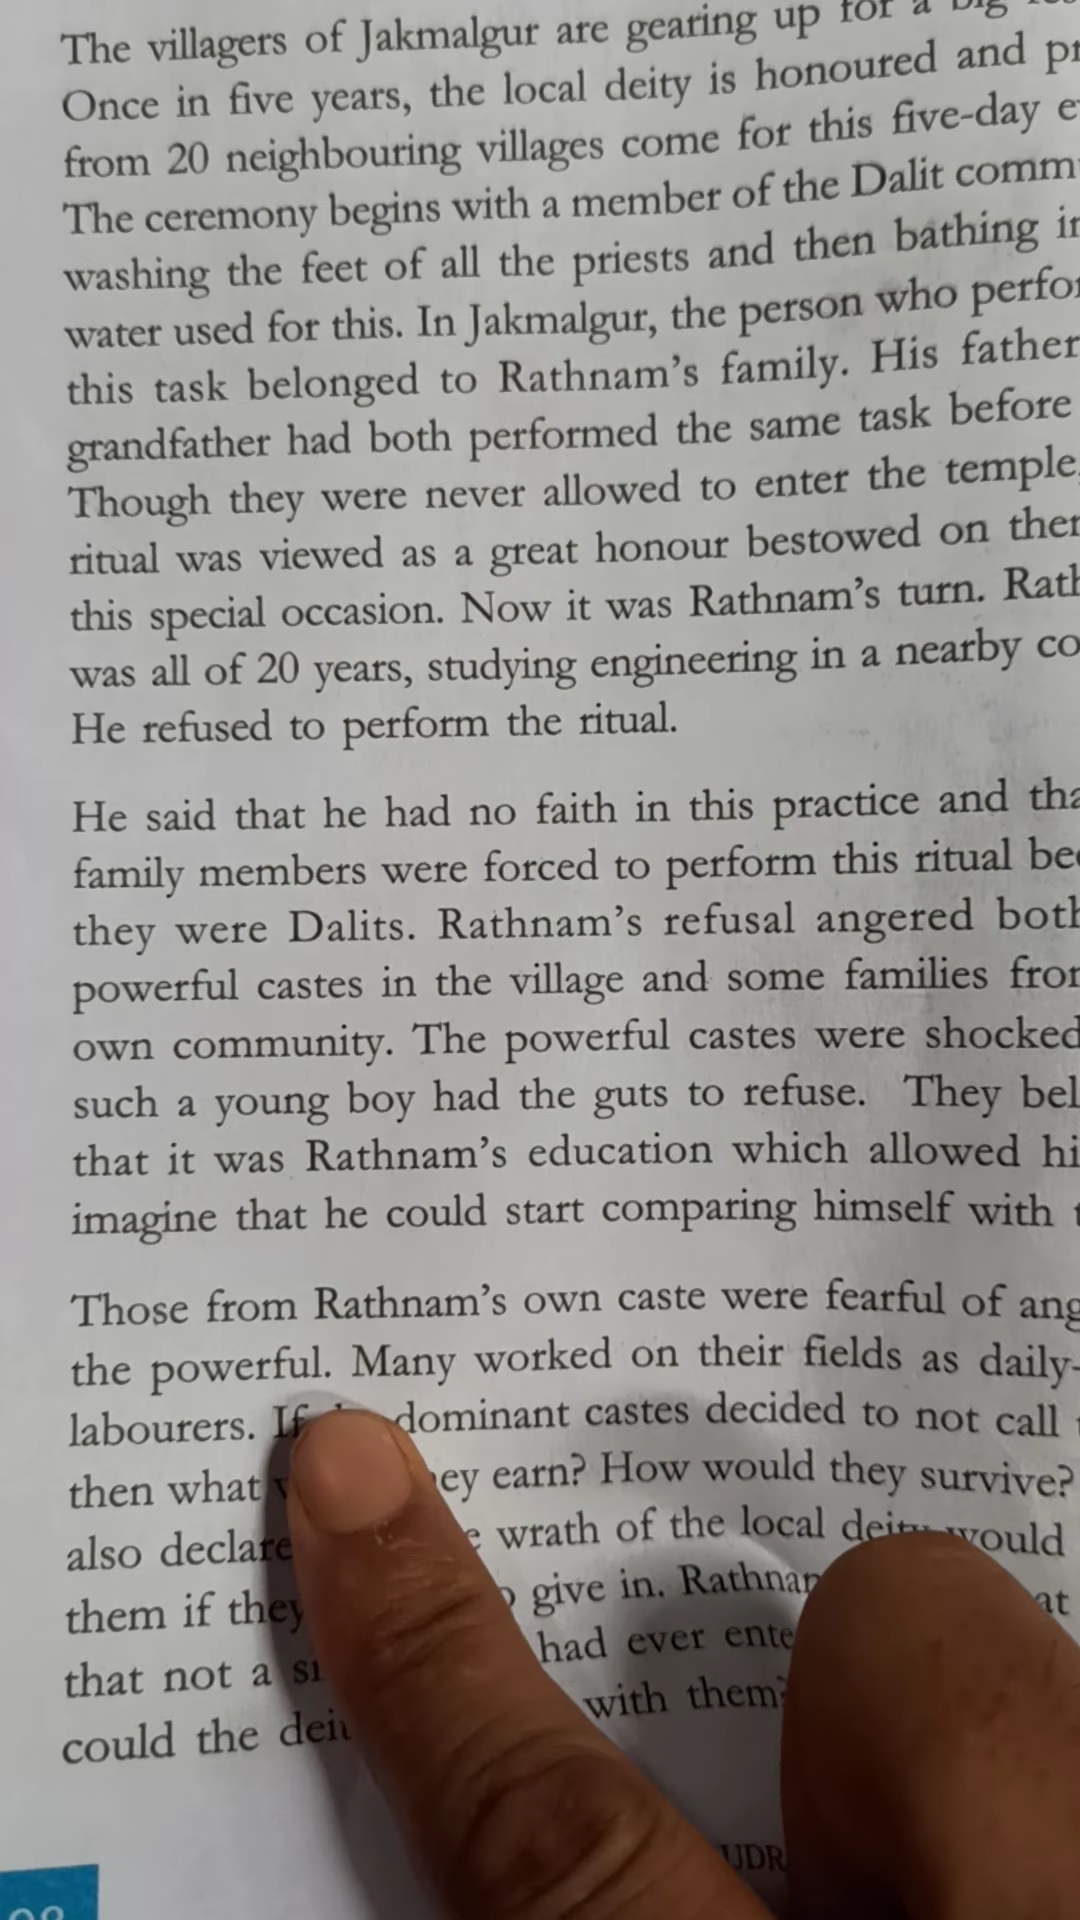 The villagers of Jakmalgur are gearing up for a big
Once in five years, the local deity is honoured and
from 20 neighbouring villages come for this five-day
The ceremony begins with a member of the Dalit
washing the feet of all the priests and then bathing
water used for this. In Jakmalgur, the person who
this task belonged to Rathnam's family. His father
grandfather had both performed the same task before
Though they were never allowed to enter the temple,
ritual was viewed as a great honour bestowed on
this special occasion. Now it was Rathnam's turn.
was all of 20 years, studying engineering in a nearby
He refused to perform the ritual.
He said that he had no faith in this practice and
family members were forced to perform this ritual
they were Dalits. Rathnam's refusal angered
powerful castes in the village and some families
own community. The powerful castes were shocked
such a young boy had the guts to refuse. They
that it was Rathnam's education which allowed
imagine that he could start comparing himself with
Those from Rathnam's own caste were fearful of
the powerful. Many worked on their fields as daily-
labourers. If dominant castes decided to not call
then what earn? How would they survive?
also wrath of the local would
them if give in.
that not a had ever
could the with them?